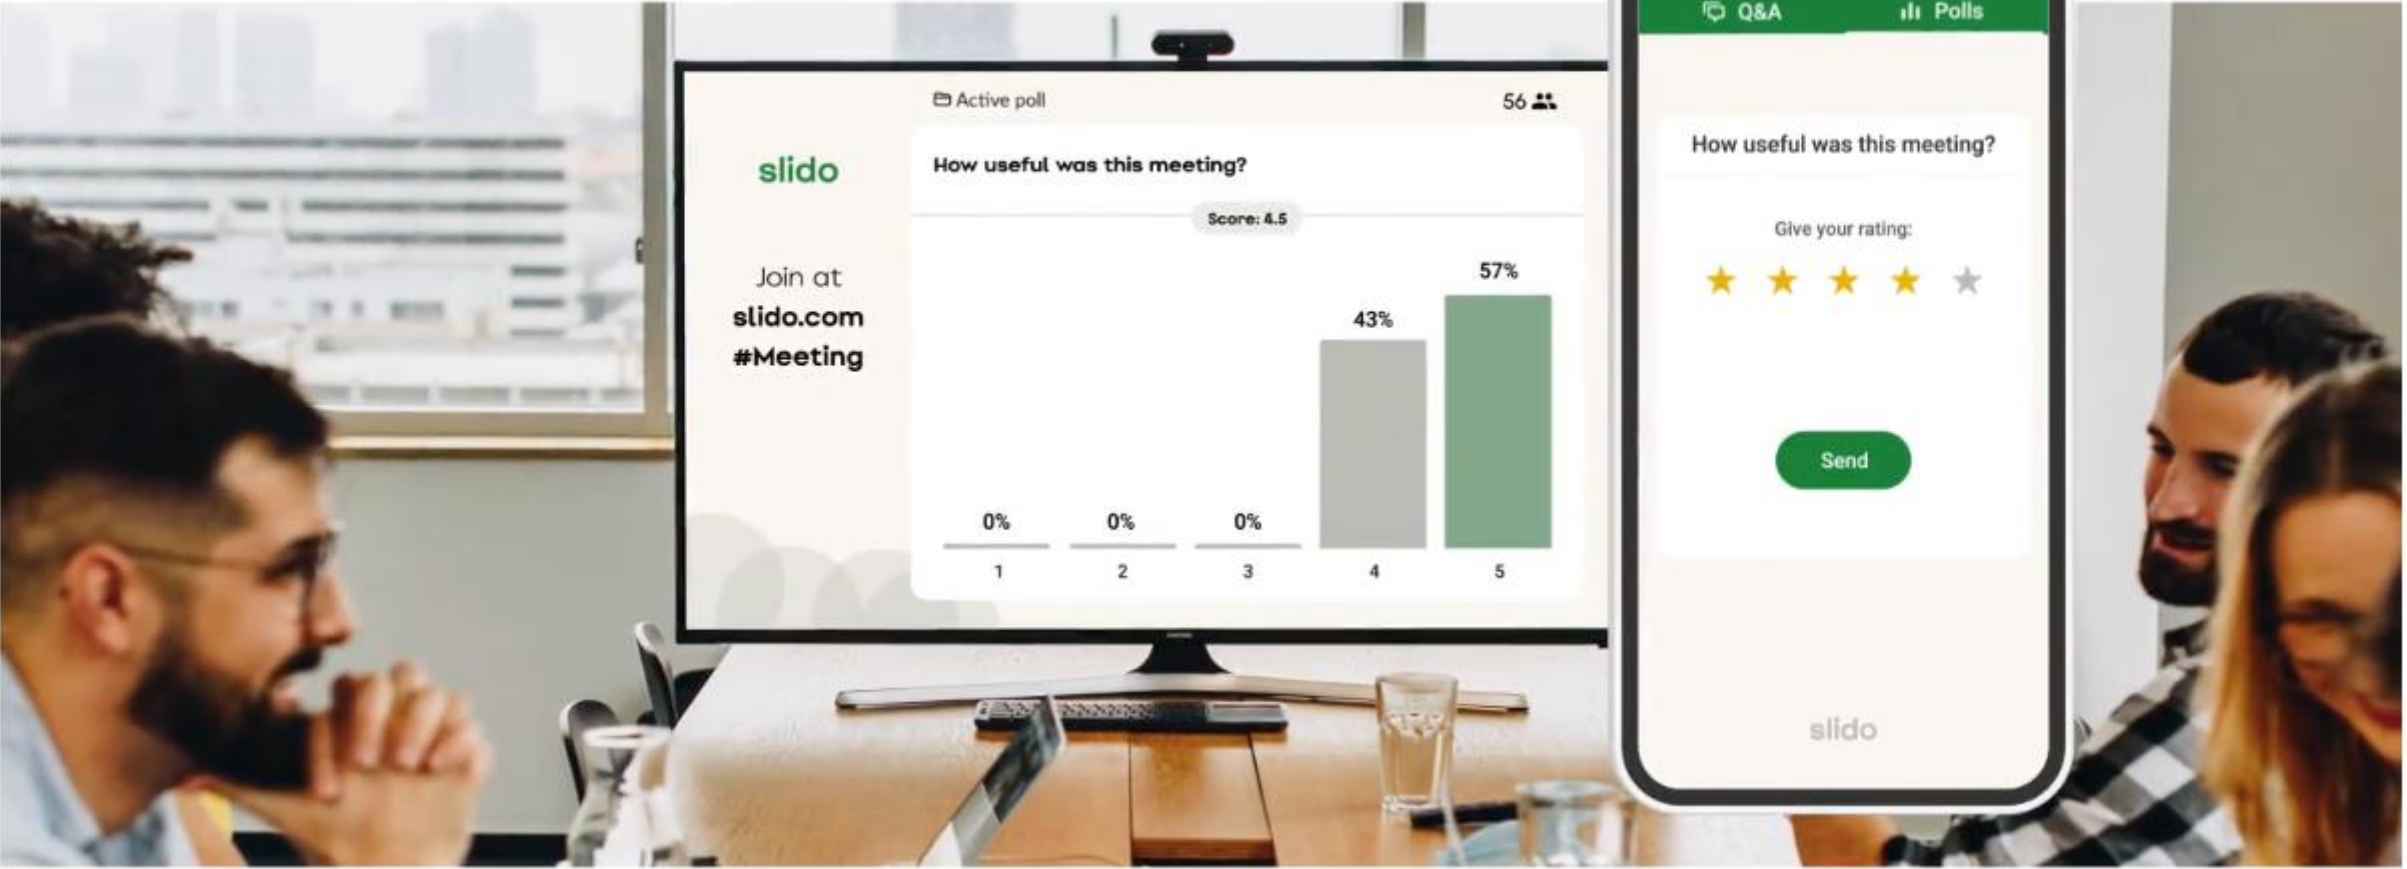 Active poll
56
slido
How useful was this meeting?
Score: 4.5
Join at
slido.com
#Meeting
57%
43%
0%
0%
0%
1
2
3
4
5
Q&A
Polls
How useful was this meeting?
Give your rating:
Send
slido